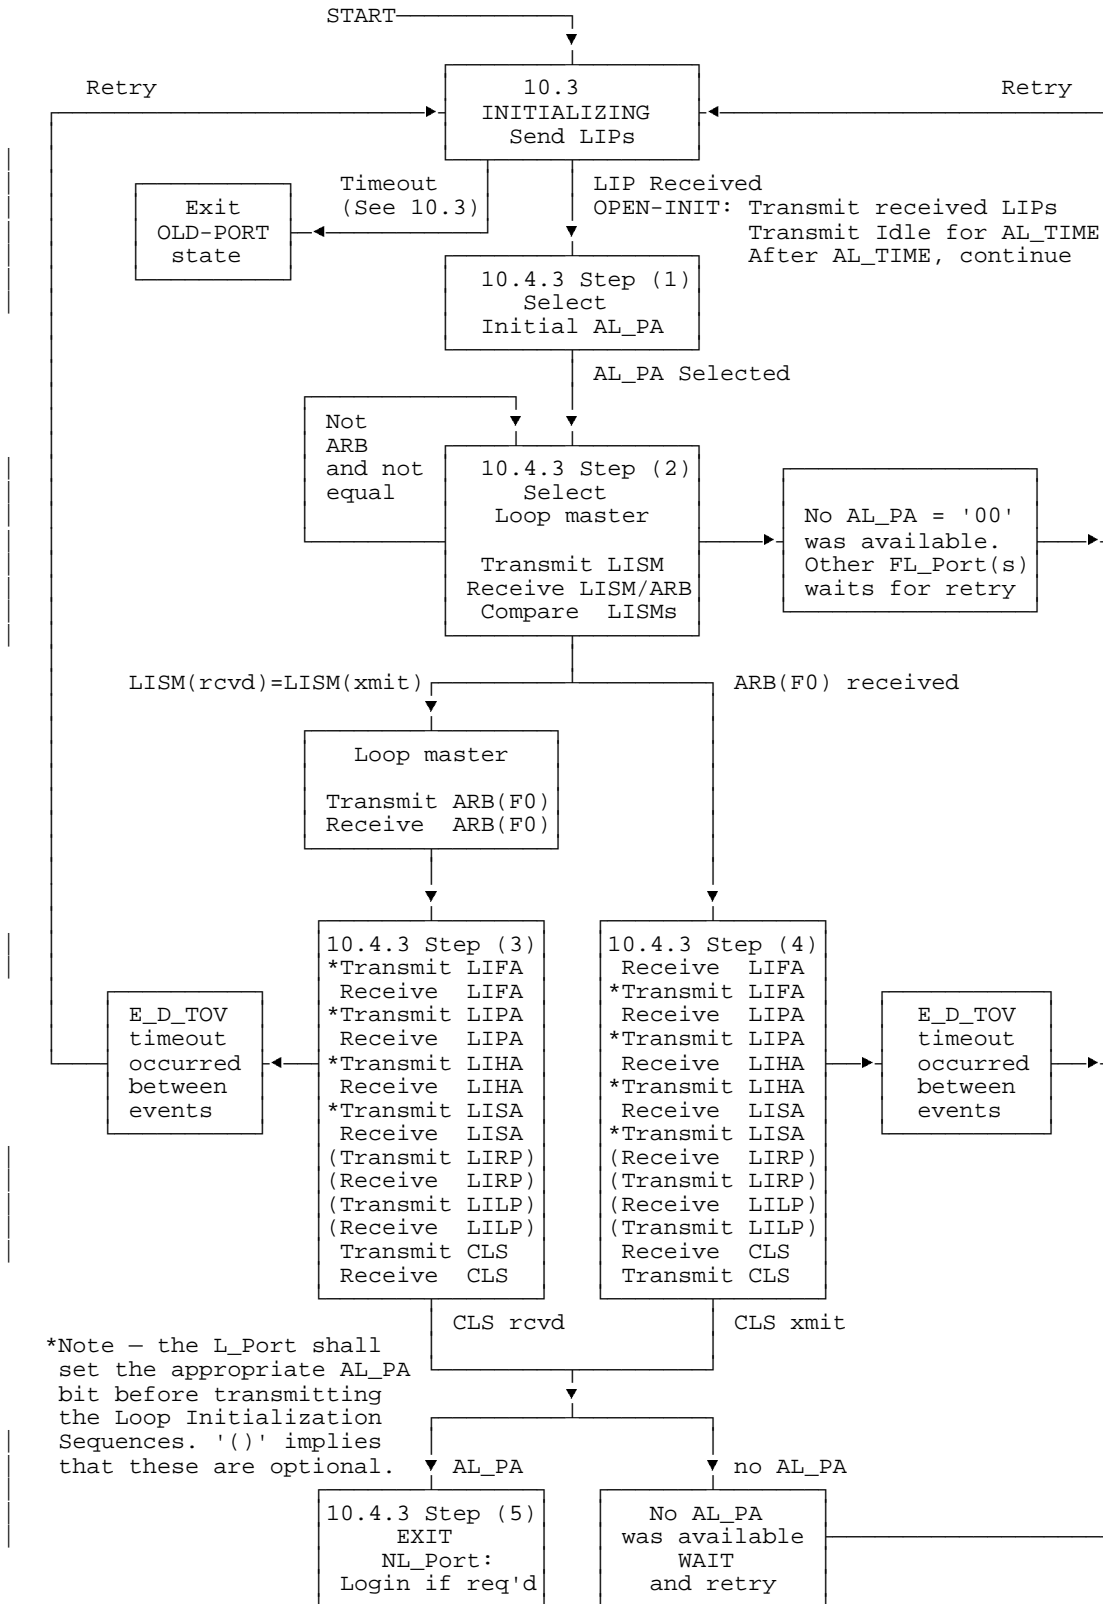 START
Retry
10.3
INITIALIZING
Send LIPs
Retry
Timeout
(See 10.3)
Exit
OLD-PORT
state
LIP Received
OPEN-INIT: Transmit received LIPs
Transmit Idle for AL_TIME
After AL_TIME, continue
10.4.3 Step (1)
Select
Initial AL_PA
AL_PA Selected
Not
ARB
and not
equal
10.4.3 Step (2)
Select
Loop master
Transmit LISM
Receive LISM/ARB
Compare LISMs
No AL_PA = '00'
was available.
Other FL_Port(s)
waits for retry
LISM(rcvd)=LISM(xmit)
ARB(F0) received
Loop master
Transmit ARB(F0)
Receive ARB(F0)
10.4.3 Step (3)
*Transmit LIFA
Receive LIFA
*Transmit LIPA
Receive LIPA
*Transmit LIHA
Receive LIHA
*Transmit LISA
Receive LISA
(Transmit LIRP)
(Receive LIRP)
(Transmit LILP)
(Receive LILP)
Transmit CLS
Receive CLS
10.4.3 Step (4)
Receive LIFA
*Transmit LIFA
Receive LIPA
*Transmit LIPA
Receive LIHA
*Transmit LIHA
Receive LISA
*Transmit LISA
(Receive LIRP)
(Transmit LIRP)
(Receive LILP)
(Transmit LILP)
Receive CLS
Transmit CLS
E_D_TOV
timeout
occurred
between
events
E_D_TOV
timeout
occurred
between
events
CLS rcvd
CLS xmit
*Note — the L_Port shall
set the appropriate AL_PA
bit before transmitting
the Loop Initialization
Sequences. '()' implies
that these are optional.
AL_PA
no AL_PA
10.4.3 Step (5)
EXIT
NL_Port:
Login if req'd
No AL_PA
was available
WAIT
and retry